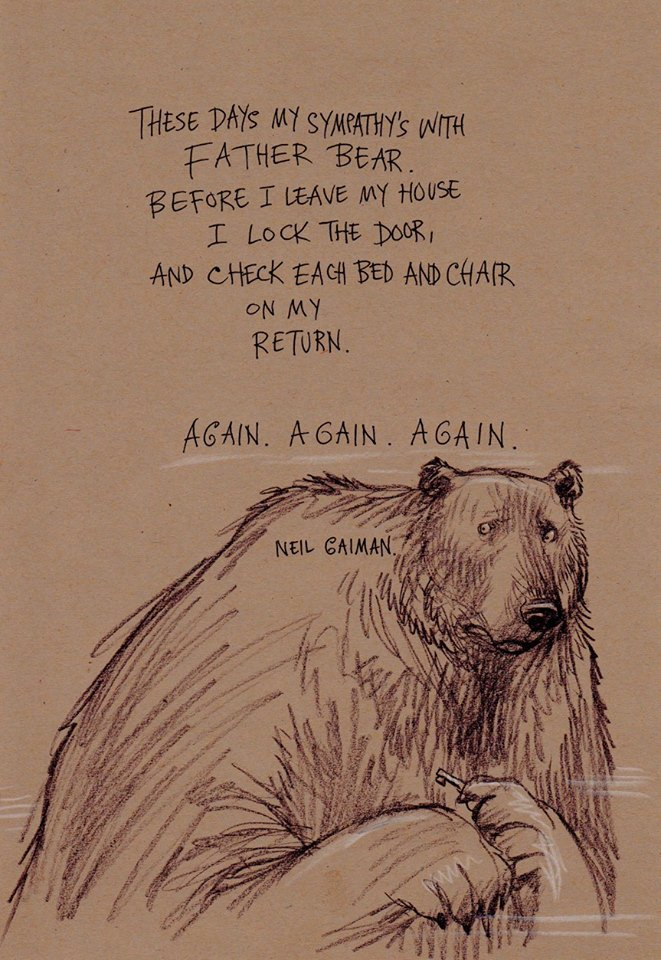 THESE DAYS MY SYMPATHY'S WITH
FATHER BEAR.
BEFORE I LEAVE MY HOUSE
I LOCK THE DOOR,
AND CHECK EACH BED AND CHAIR
ON MY
RETURN.
AGAIN. AGAIN. AGAIN.
NEIL GAIMAN.